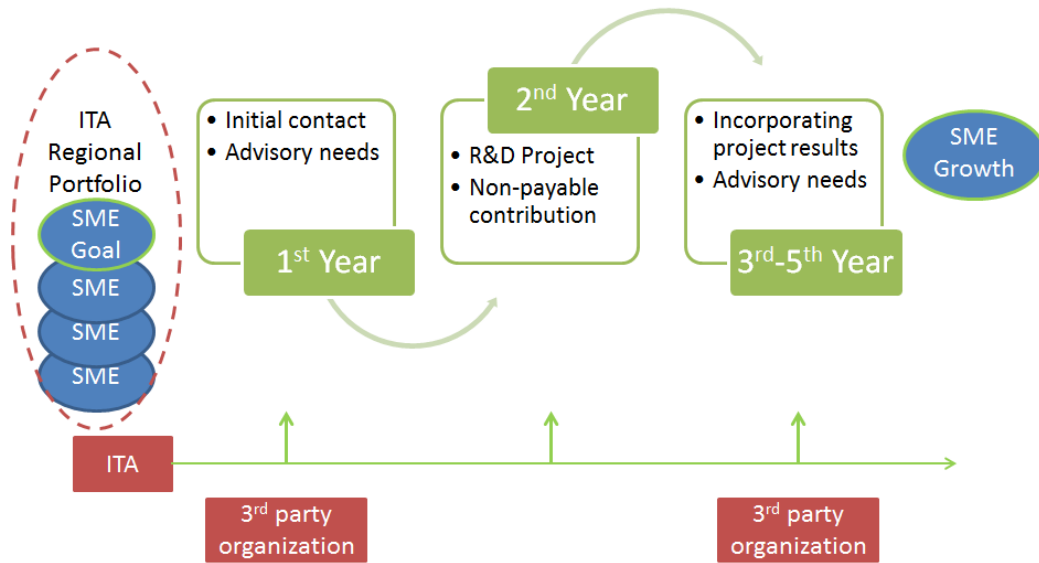 ITA
Regional
Portfolio
SME
Goal
SME
SME
SME
• Initial contact
• Advisory needs
1st Year
2nd Year
• R&D Project
• Non-payable
contribution
• Incorporating
project results
• Advisory needs
3rd-5th Year
SME
Growth
ITA
3rd party
organization
3rd party
organization